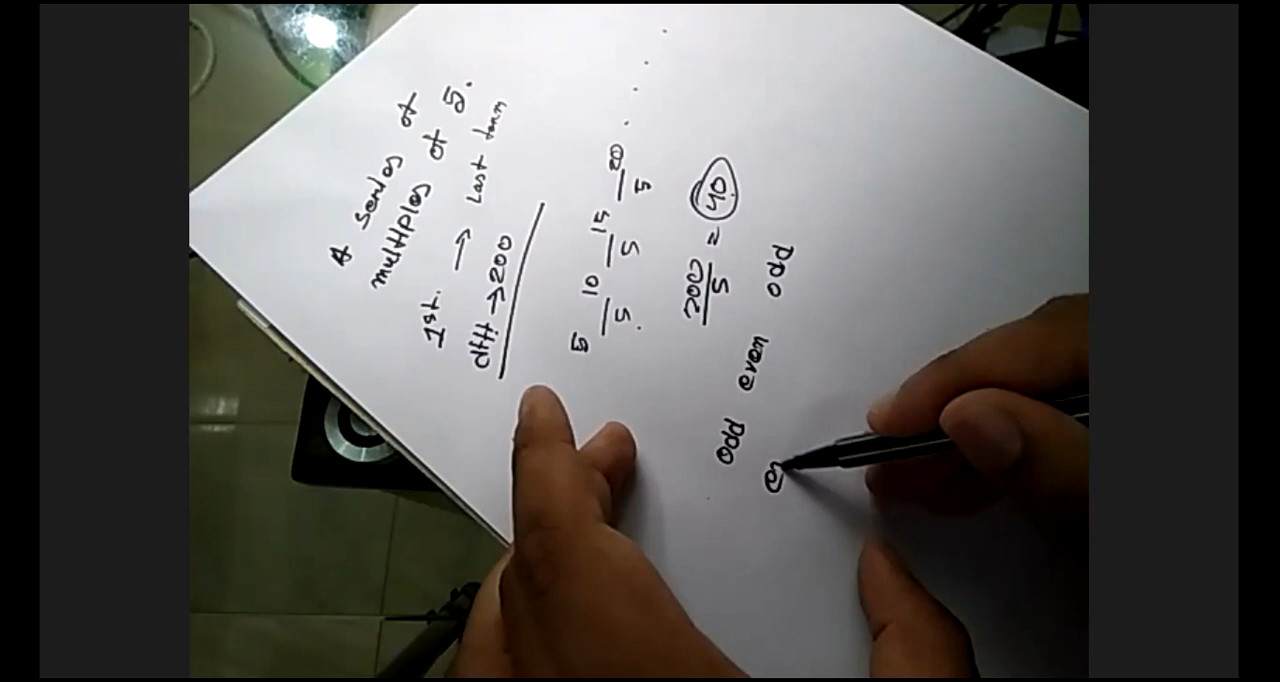 A series of
multiples of 5.
1st. → Last term
diff → 200
5 10 15 20 . . . .
5 5 5
200/5 = 40
odd even odd
e